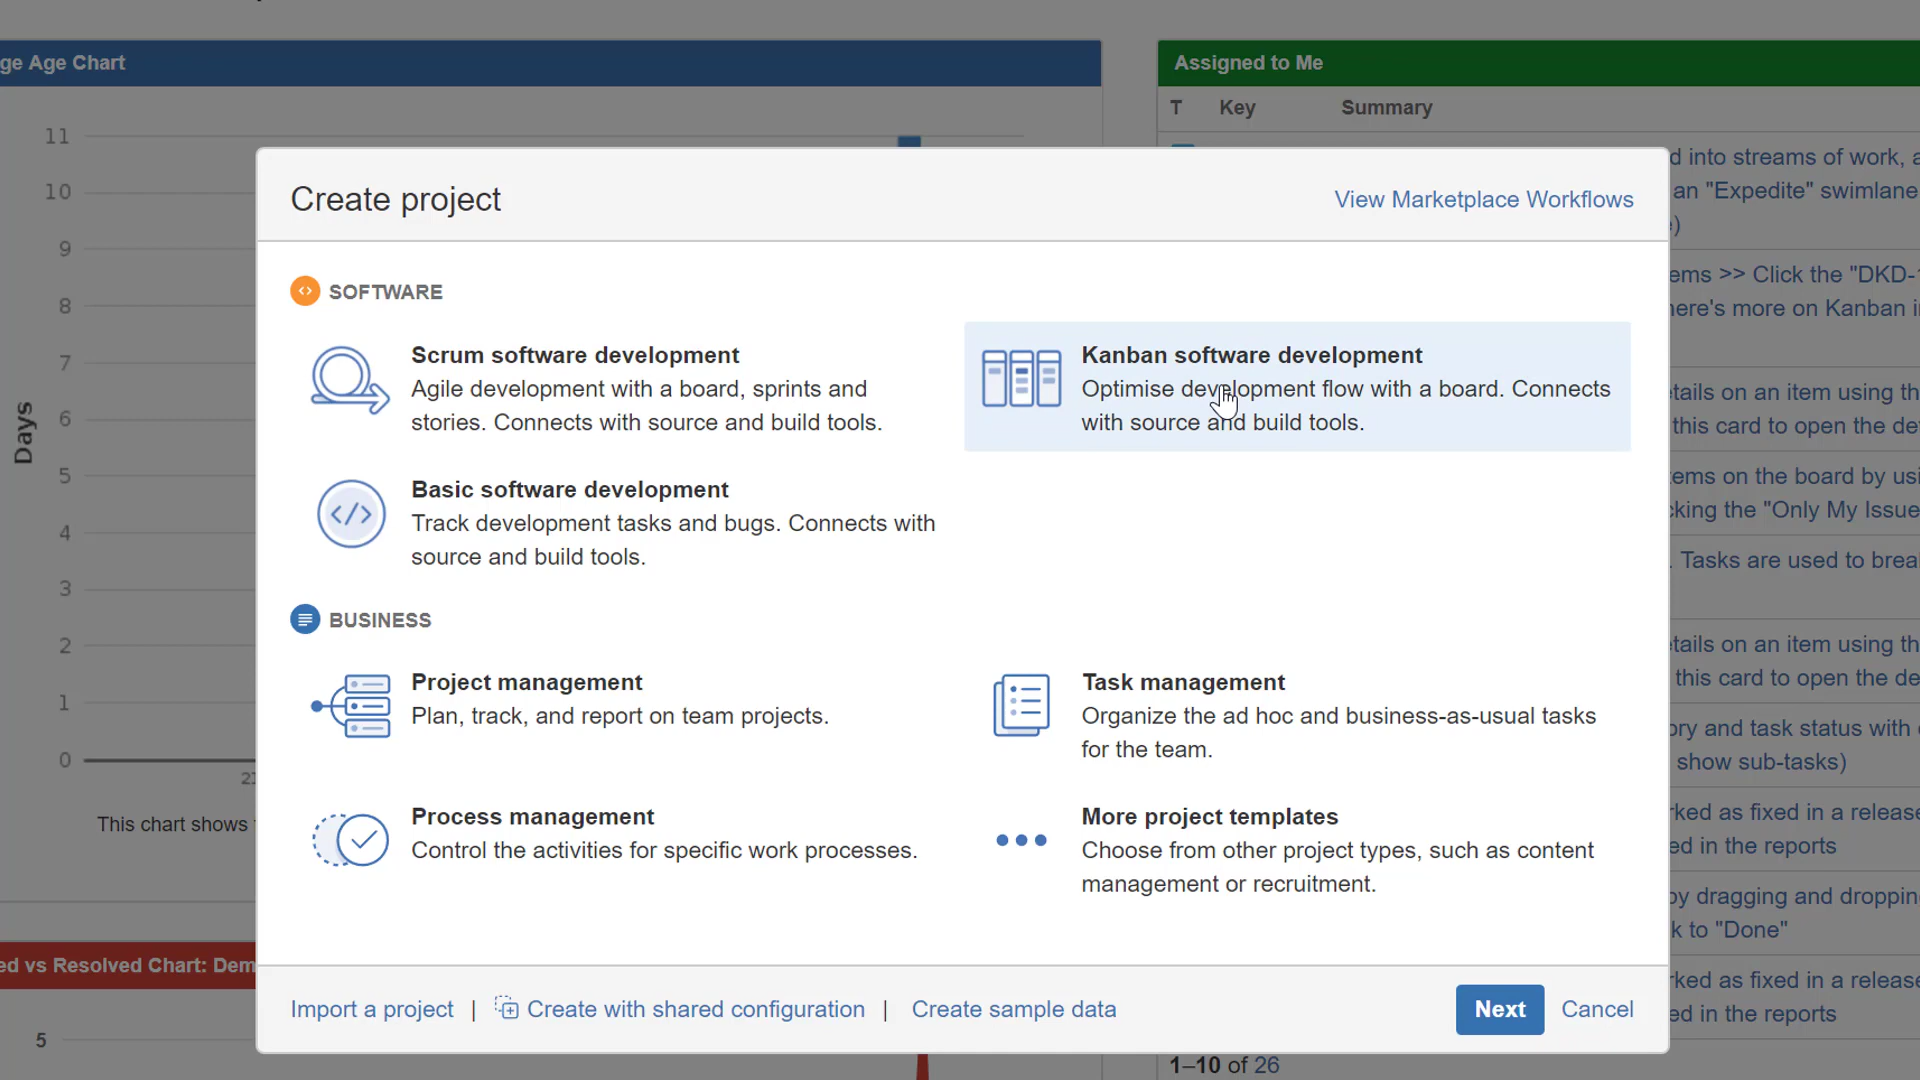 ge Age Chart
11
10
9
8
7
6
5
4
3
2
1
0
Days
This chart shows
ed vs Resolved Chart: Dem
5
Assigned to Me
T Key Summary
d into streams of work, a
an "Expedite" swimlane
)
ems >> Click the "DKD-
here's more on Kanban i
tails on an item using th
this card to open the de
ems on the board by usi
king the "Only My Issue
. Tasks are used to brea
tails on an item using th
this card to open the de
ory and task status with
show sub-tasks)
ked as fixed in a release
ed in the reports
by dragging and dropping
k to "Done"
ked as fixed in a release
ed in the reports
1–10 of 26
Create project
View Marketplace Workflows
SOFTWARE
Scrum software development
Agile development with a board, sprints and
stories. Connects with source and build tools.
Kanban software development
Optimise development flow with a board. Connects
with source and build tools.
Basic software development
Track development tasks and bugs. Connects with
source and build tools.
BUSINESS
Project management
Plan, track, and report on team projects.
Task management
Organize the ad hoc and business-as-usual tasks
for the team.
Process management
Control the activities for specific work processes.
More project templates
Choose from other project types, such as content
management or recruitment.
Import a project | Create with shared configuration | Create sample data
Next Cancel